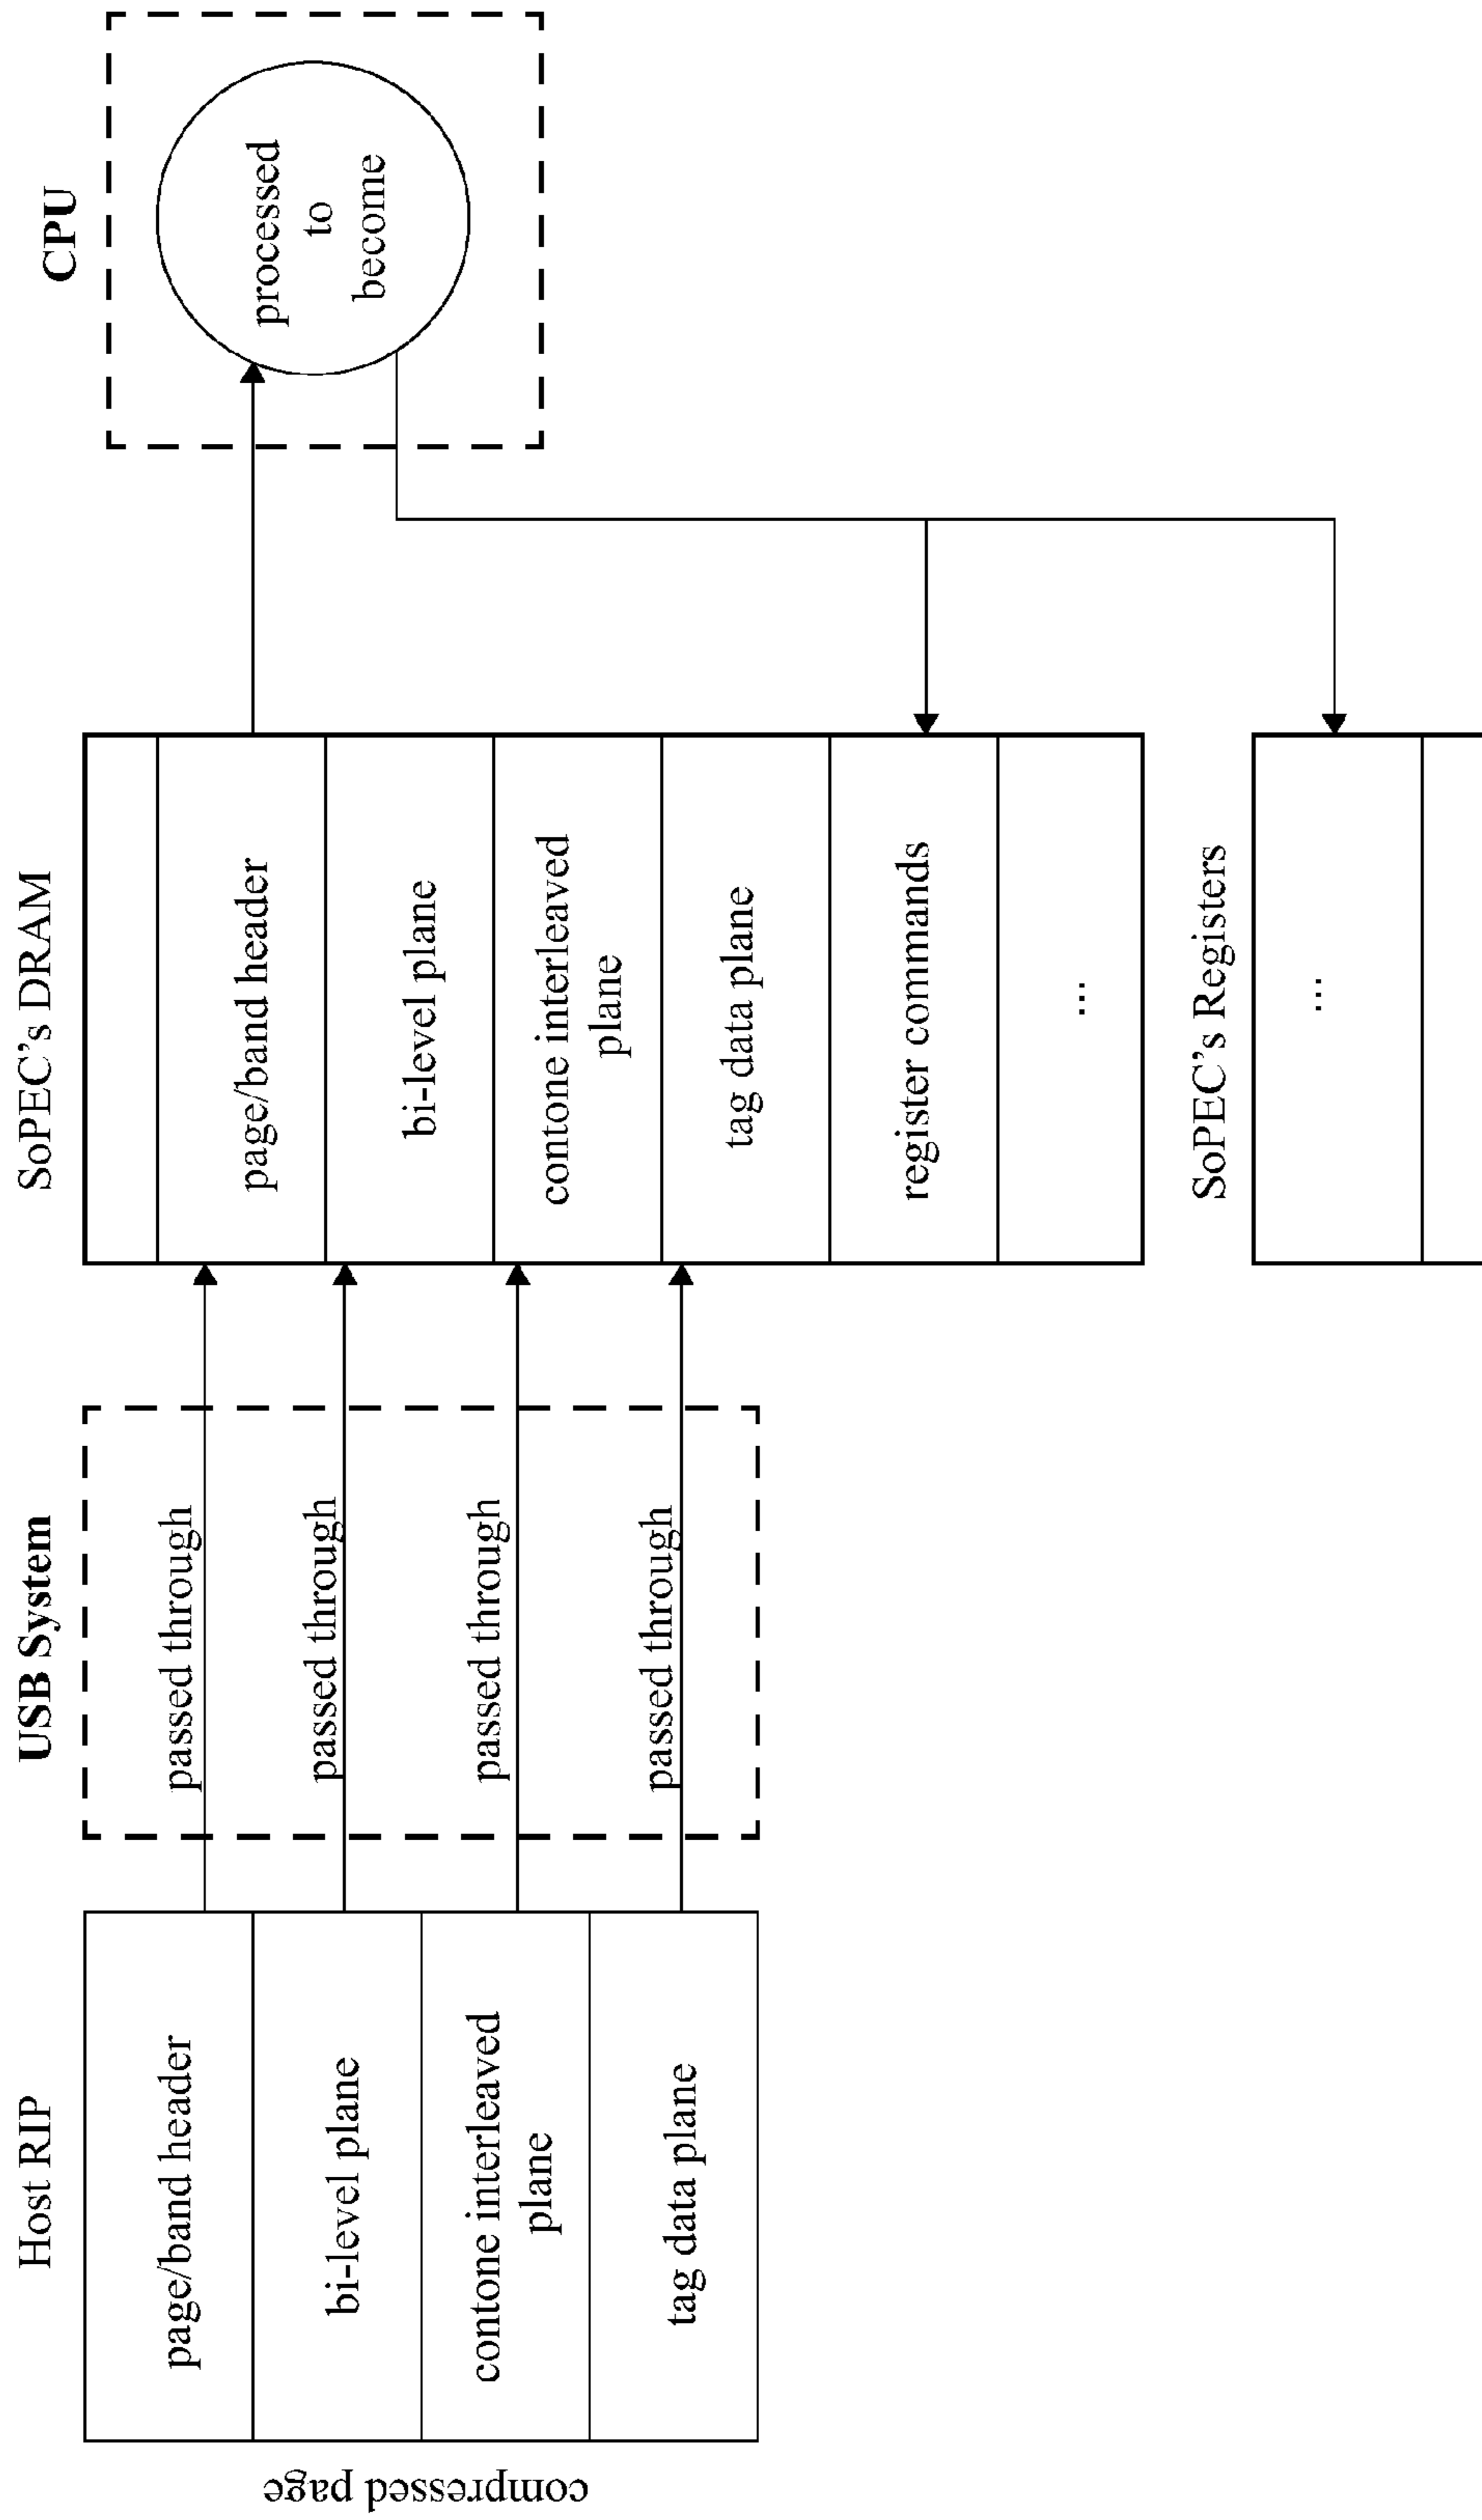 Host RIP
compressed page
page/band header
bi-level plane
contone interleaved
plane
tag data plane
USB System
passed through
passed through
passed through
passed through
SoPEC's DRAM
page/band header
bi-level plane
contone interleaved
plane
tag data plane
register commands
...
SoPEC's Registers
...
CPU
processed
to
become